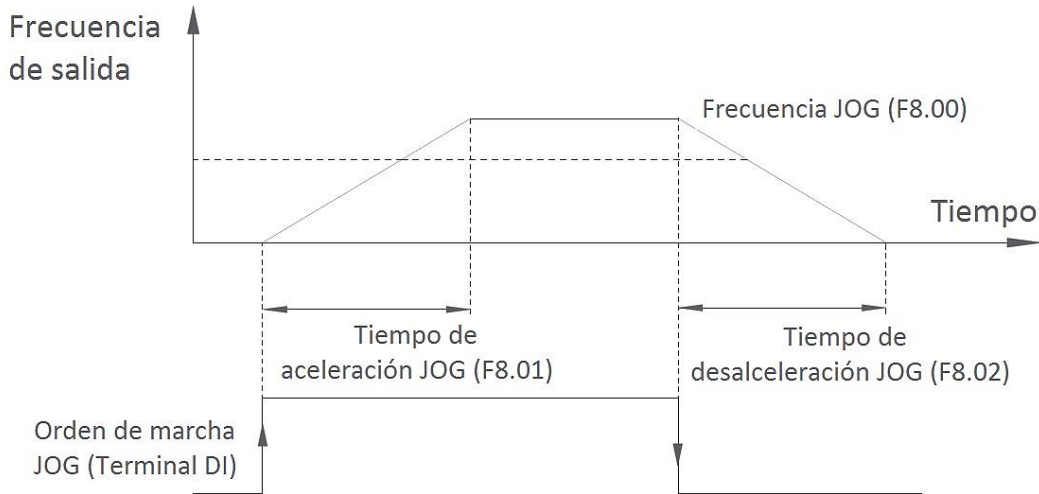 Frecuencia
de salida
Frecuencia JOG (F8.00)
Tiempo
Tiempo de
aceleración JOG (F8.01)
Tiempo de
desalceleración JOG (F8.02)
Orden de marcha
JOG (Terminal DI)